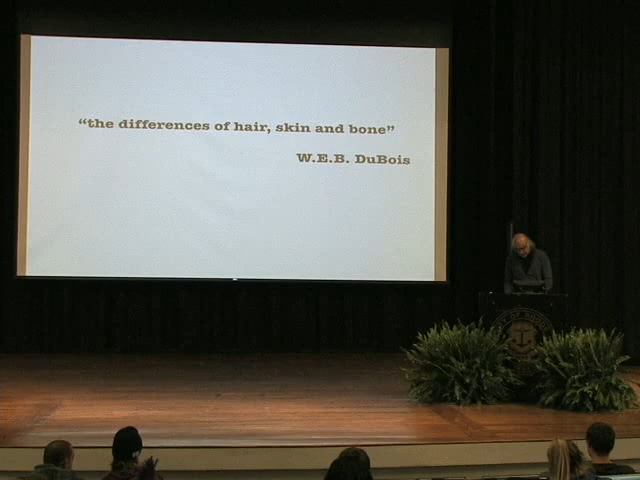 “the differences of hair, skin and bone”
W.E.B. DuBois